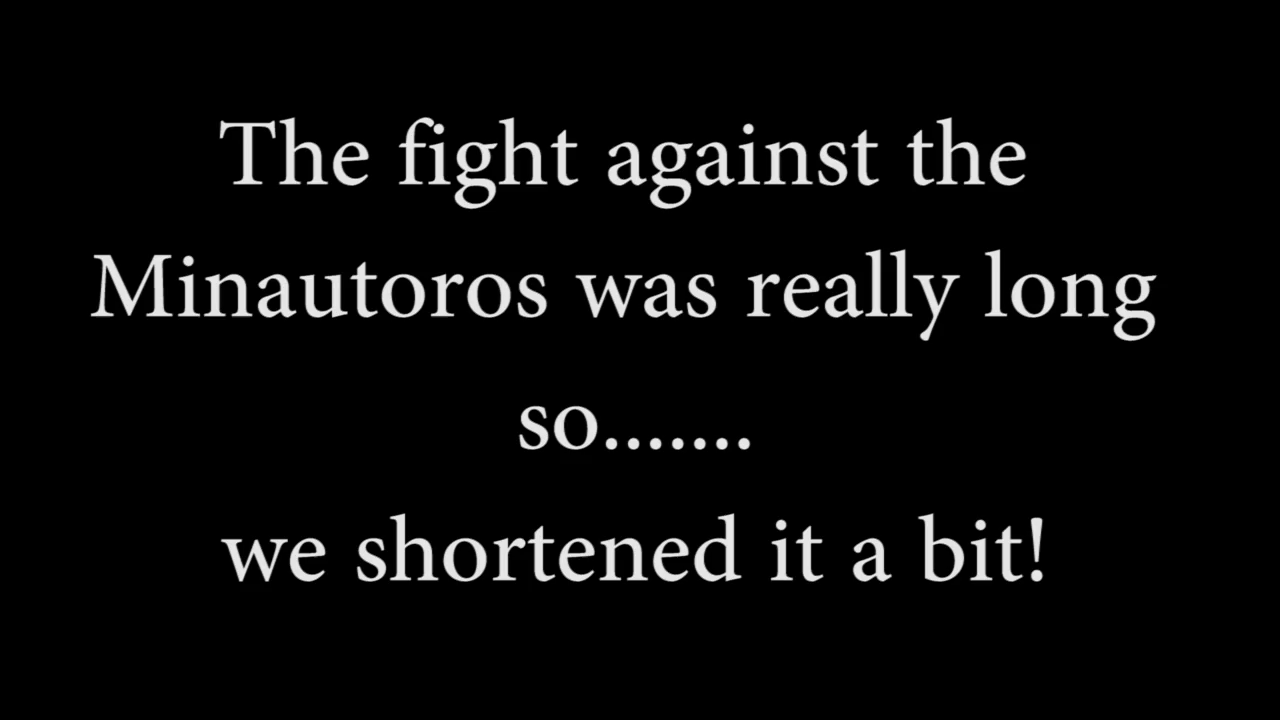 The fight against the
Minautoros was really long
so.......
we shortened it a bit!